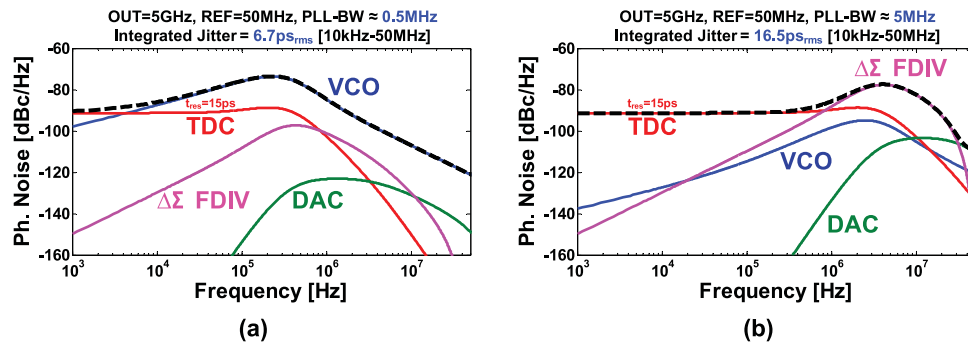 OUT=5GHz, REF=50MHz, PLL-BW ≈ 0.5MHz
Integrated Jitter = 6.7ps_rms [10kHz-50MHz]
Ph. Noise [dBc/Hz]
-60
-80
-100
-120
-140
-160
VCO
t_res=15ps
TDC
ΔΣ FDIV
DAC
10^3 10^4 10^5 10^6 10^7
Frequency [Hz]
(a)
OUT=5GHz, REF=50MHz, PLL-BW ≈ 5MHz
Integrated Jitter = 16.5ps_rms [10kHz-50MHz]
Ph. Noise [dBc/Hz]
-60
-80
-100
-120
-140
-160
ΔΣ FDIV
t_res=15ps
TDC
VCO
DAC
10^3 10^4 10^5 10^6 10^7
Frequency [Hz]
(b)